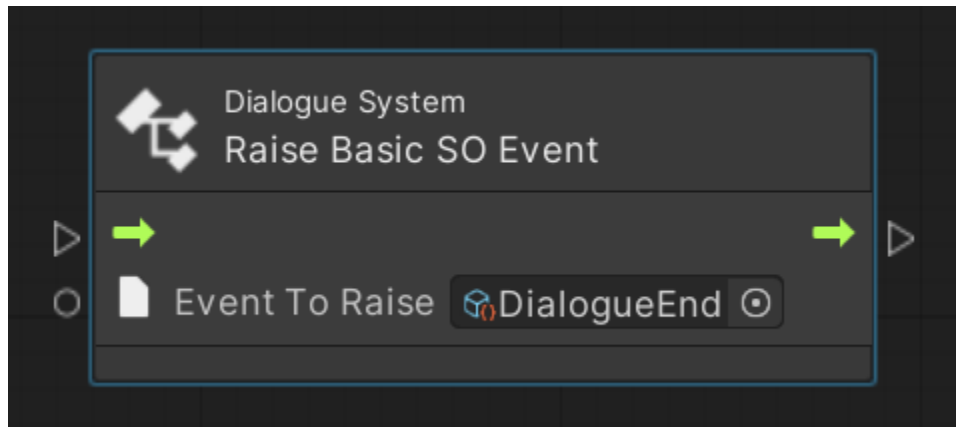 Dialogue System
Raise Basic SO Event
Event To Raise DialogueEnd